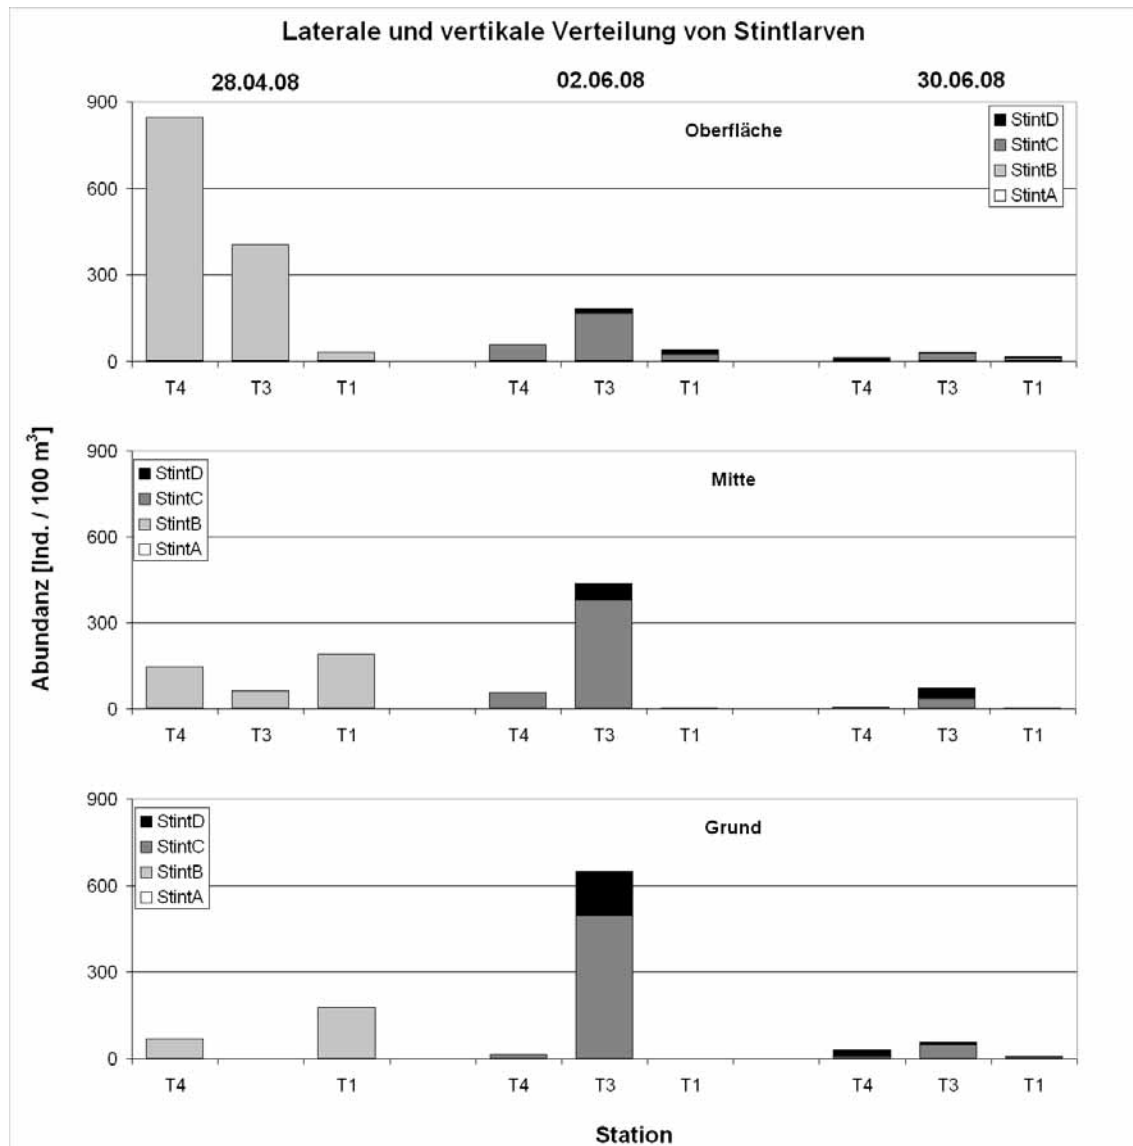 Laterale und vertikale Verteilung von Stintlarven
28.04.08 02.06.08 30.06.08
Oberfläche
StintD
StintC
StintB
StintA
900
600
300
0
T4 T3 T1 T4 T3 T1 T4 T3 T1
Abundanz [Ind. / 100 m³]
Mitte
StintD
StintC
StintB
StintA
900
600
300
0
T4 T3 T1 T4 T3 T1 T4 T3 T1
Grund
StintD
StintC
StintB
StintA
900
600
300
0
T4 T1 T4 T3 T1 T4 T3 T1
Station